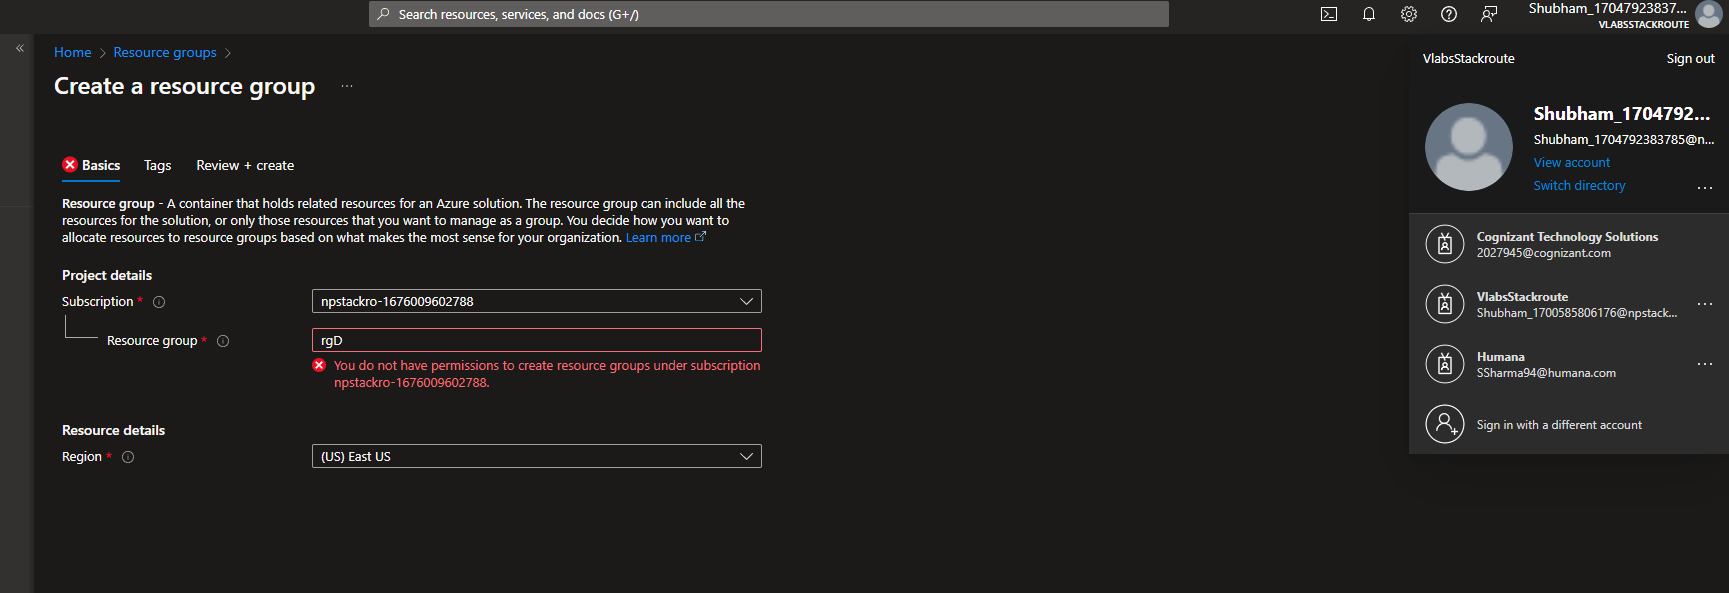 Search resources, services, and docs (G+/)
Shubham_17047923837...
VLABSSTACKROUTE
Home > Resource groups >
Create a resource group ...
Basics Tags Review + create
Resource group - A container that holds related resources for an Azure solution. The resource group can include all the
resources for the solution, or only those resources that you want to manage as a group. You decide how you want to
allocate resources to resource groups based on what makes the most sense for your organization. Learn more
Project details
Subscription * npstackro-1676009602788
Resource group * rgD
You do not have permissions to create resource groups under subscription
npstackro-1676009602788.
Resource details
Region * (US) East US
VlabsStackroute Sign out
Shubham_1704792...
Shubham_1704792383785@n...
View account
Switch directory ...
Cognizant Technology Solutions
2027945@cognizant.com
VlabsStackroute ...
Shubham_1700585806176@npstack...
Humana ...
SSharma94@humana.com
Sign in with a different account